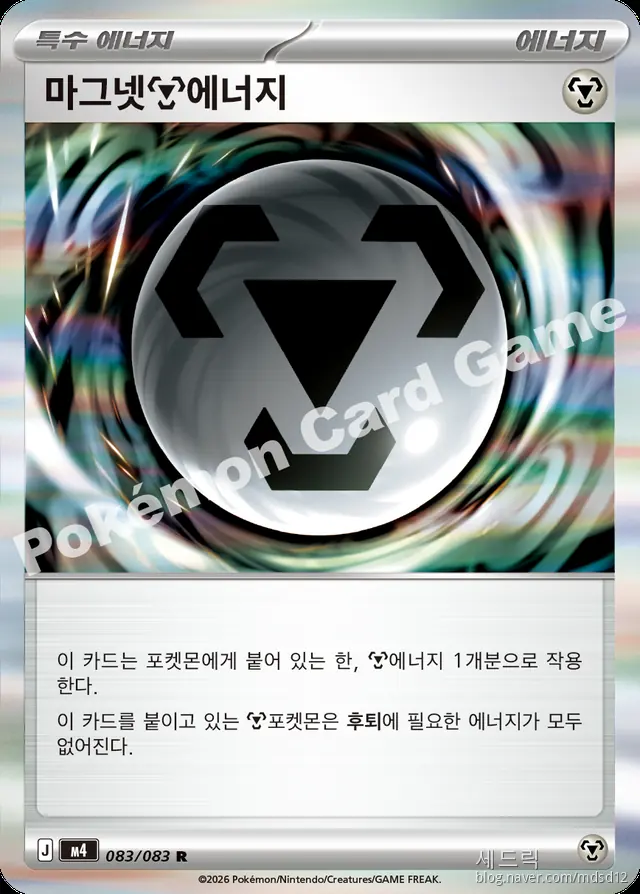 특수 에너지
에너지
마그넷 에너지
Pokémon Card Game
이 카드는 포켓몬에게 붙어 있는 한, 에너지 1개분으로 작용
한다.
이 카드를 붙이고 있는 포켓몬은 후퇴에 필요한 에너지가 모두
없어진다.
J m4 083/083 R
세드릭
blog.naver.com/mdsd12
©2026 Pokémon/Nintendo/Creatures/GAME FREAK.